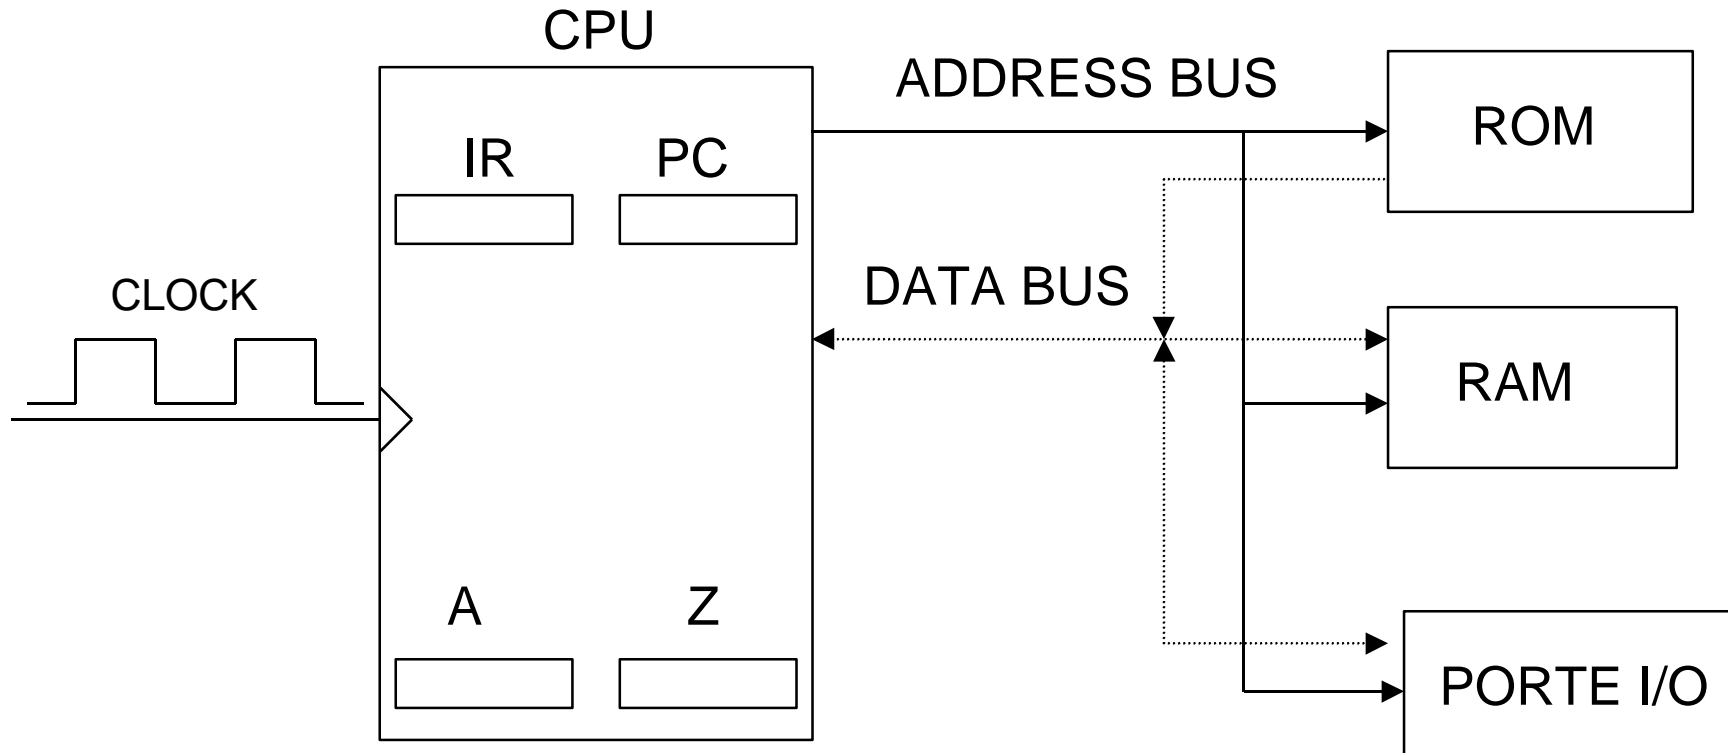 CPU
ADDRESS BUS
ROM
IR
PC
DATA BUS
CLOCK
RAM
A
Z
PORTE I/O